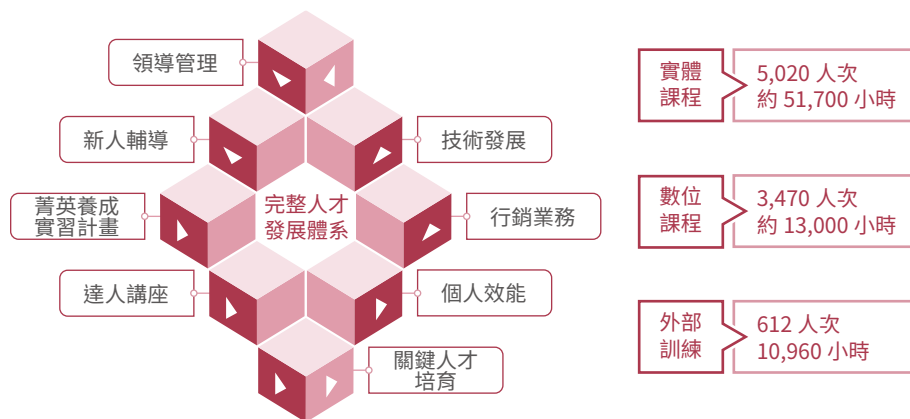 領導管理
新人輔導
技術發展
菁英養成
實習計畫
完整人才
發展體系
行銷業務
達人講座
個人效能
關鍵人才
培育
實體
課程
5,020 人次
約 51,700 小時
數位
課程
3,470 人次
約 13,000 小時
外部
訓練
612 人次
10,960 小時